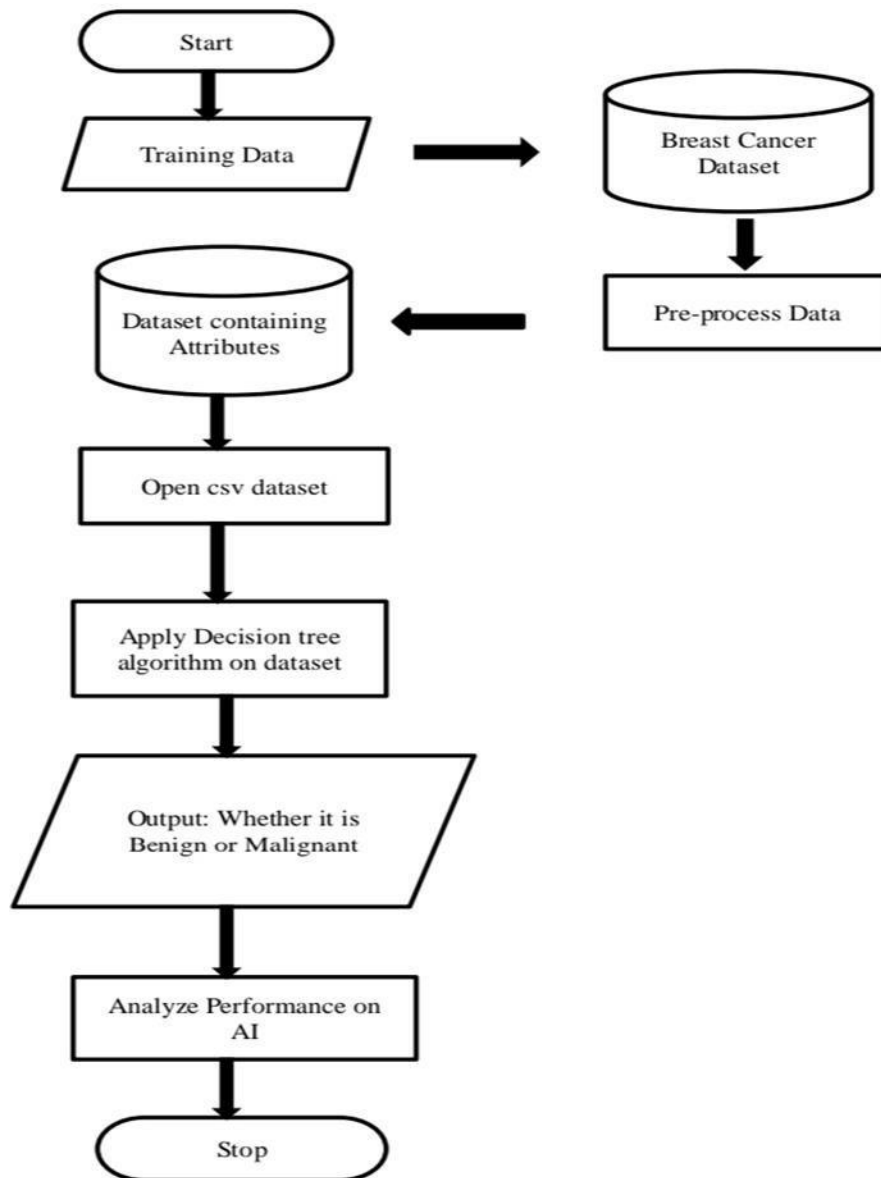 Start
Training Data
Breast Cancer
Dataset
Pre-process Data
Dataset containing
Attributes
Open csv dataset
Apply Decision tree
algorithm on dataset
Output: Whether it is
Benign or Malignant
Analyze Performance on
AI
Stop